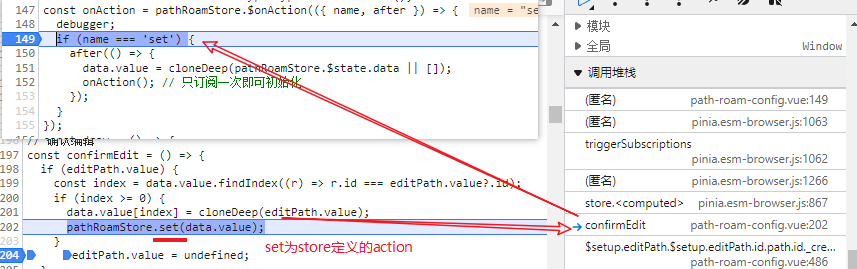 147 const onAction = pathRoamStore.$onAction(({ name, after }) => { name = "se
148 debugger;
149 if (name === 'set') {
150 after(() => {
151 data.value = cloneDeep(pathRoamStore.$state.data || []);
152 onAction(); // 只订阅一次即可初始化
153 });
154 }
155 });
197 const confirmEdit = () => {
198 if (editPath.value) {
199 const index = data.value.findIndex((r) => r.id === editPath.value?.id);
200 if (index >= 0) {
201 data.value[index] = cloneDeep(editPath.value);
202 pathRoamStore.set(data.value);
203 }
204 editPath.value = undefined;
205
set为store定义的action
模块
全局 Window
调用堆栈
(匿名) path-roam-config.vue:149
(匿名) pinia.esm-browser.js:1063
triggerSubscriptions
pinia.esm-browser.js:1062
(匿名) pinia.esm-browser.js:1266
store.<computed> pinia.esm-browser.js:867
confirmEdit path-roam-config.vue:202
$setup.editPath.$setup.editPath.id.path.id._cre…
path-roam-config.vue:486